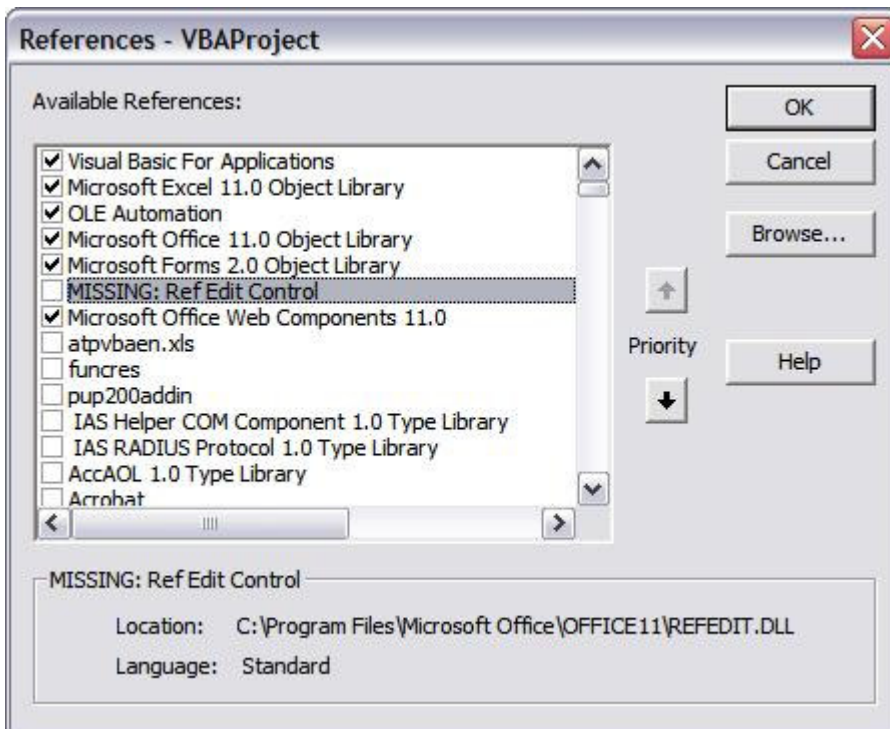 References - VBAProject
Available References:
Visual Basic For Applications
Microsoft Excel 11.0 Object Library
OLE Automation
Microsoft Office 11.0 Object Library
Microsoft Forms 2.0 Object Library
MISSING: Ref Edit Control
Microsoft Office Web Components 11.0
atpvbaen.xls
funcres
pup200addin
IAS Helper COM Component 1.0 Type Library
IAS RADIUS Protocol 1.0 Type Library
AccAOL 1.0 Type Library
Acrobat
OK
Cancel
Browse...
Priority
Help
MISSING: Ref Edit Control
Location: C:\Program Files\Microsoft Office\OFFICE11\REFEDIT.DLL
Language: Standard